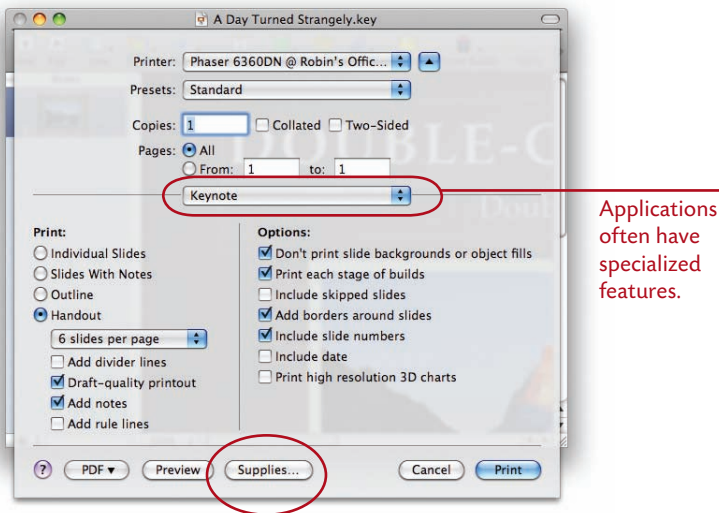 A Day Turned Strangely.key
Printer: Phaser 6360DN @ Robin's Offic...
Presets: Standard
Copies: 1 Collated Two-Sided
Pages: All
From: 1 to: 1
Keynote
Applications
often have
specialized
features.
Print:
Individual Slides
Slides With Notes
Outline
Handout
6 slides per page
Add divider lines
Draft-quality printout
Add notes
Add rule lines
Options:
Don't print slide backgrounds or object fills
Print each stage of builds
Include skipped slides
Add borders around slides
Include slide numbers
Include date
Print high resolution 3D charts
? PDF▾ Preview Supplies... Cancel Print
DOUBLE-C
Doub